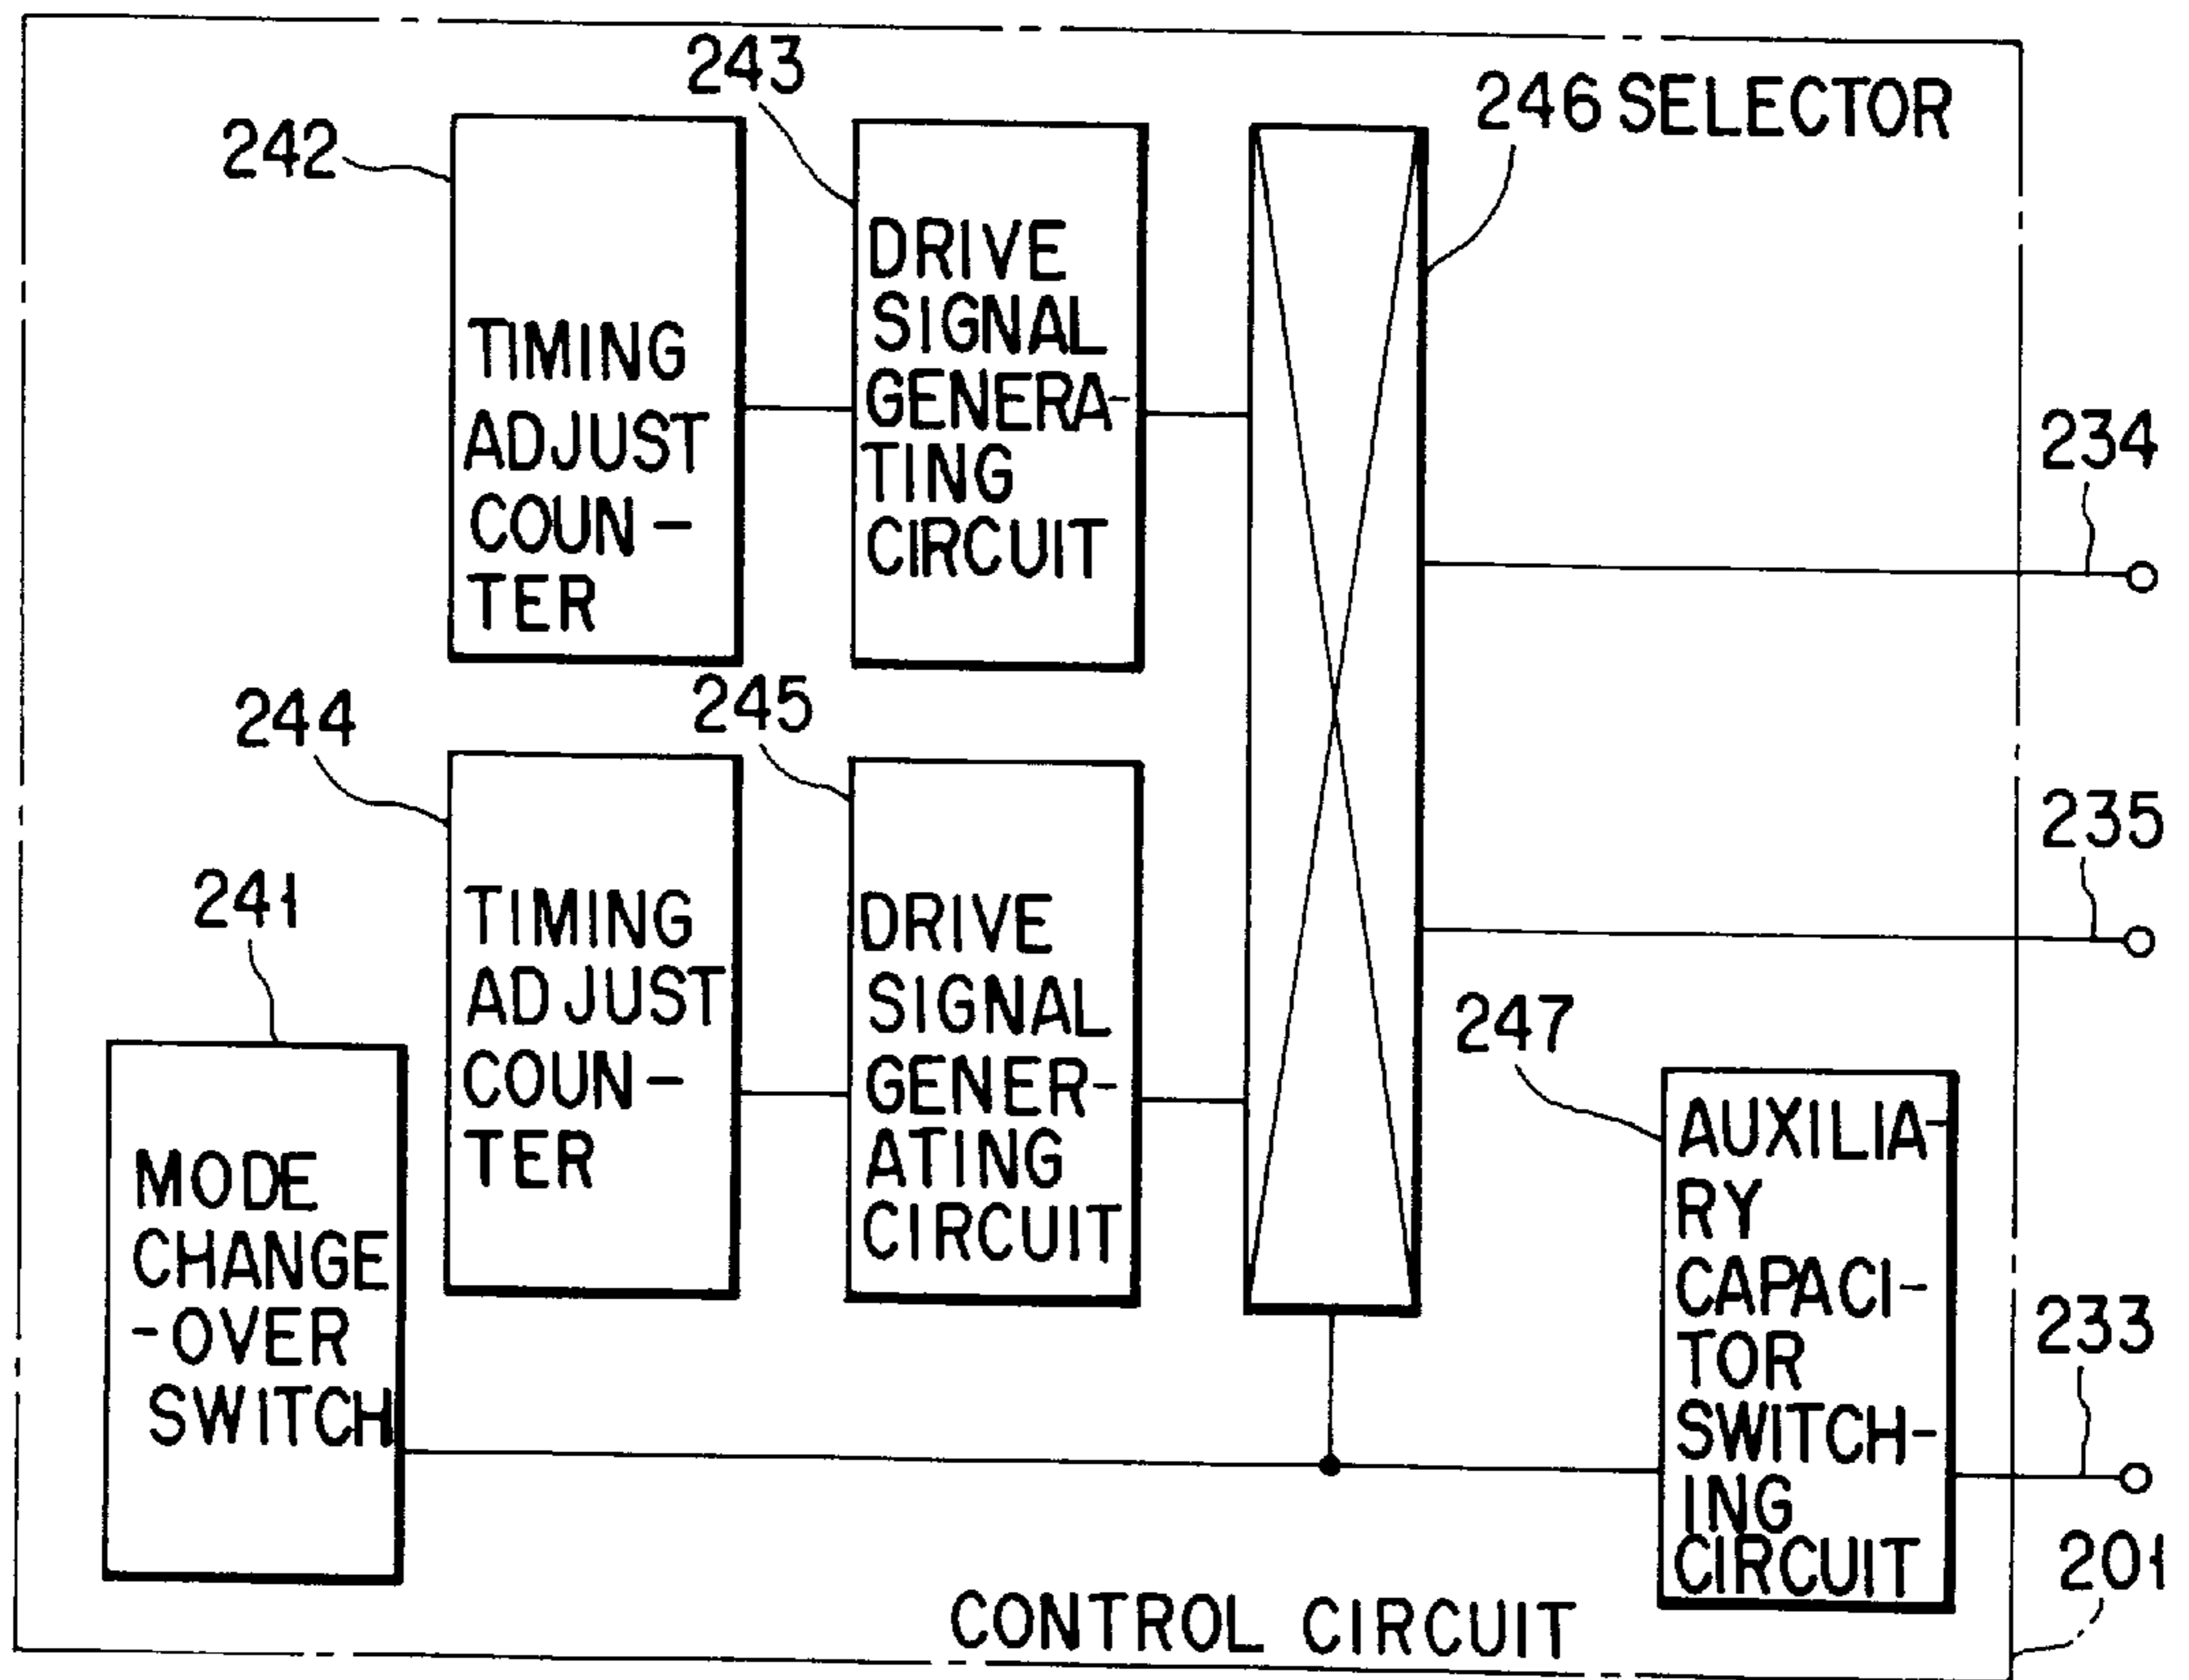 243
246 SELECTOR
242
TIMING
ADJUST
COUN-
TER
DRIVE
SIGNAL
GENERA-
TING
CIRCUIT
234
244
245
235
241
TIMING
ADJUST
COUN-
TER
DRIVE
SIGNAL
GENER-
ATING
CIRCUIT
247
MODE
CHANGE
-OVER
SWITCH
AUXILIA-
RY
CAPACI-
TOR
SWITCH-
ING
CIRCUIT
233
201
CONTROL CIRCUIT